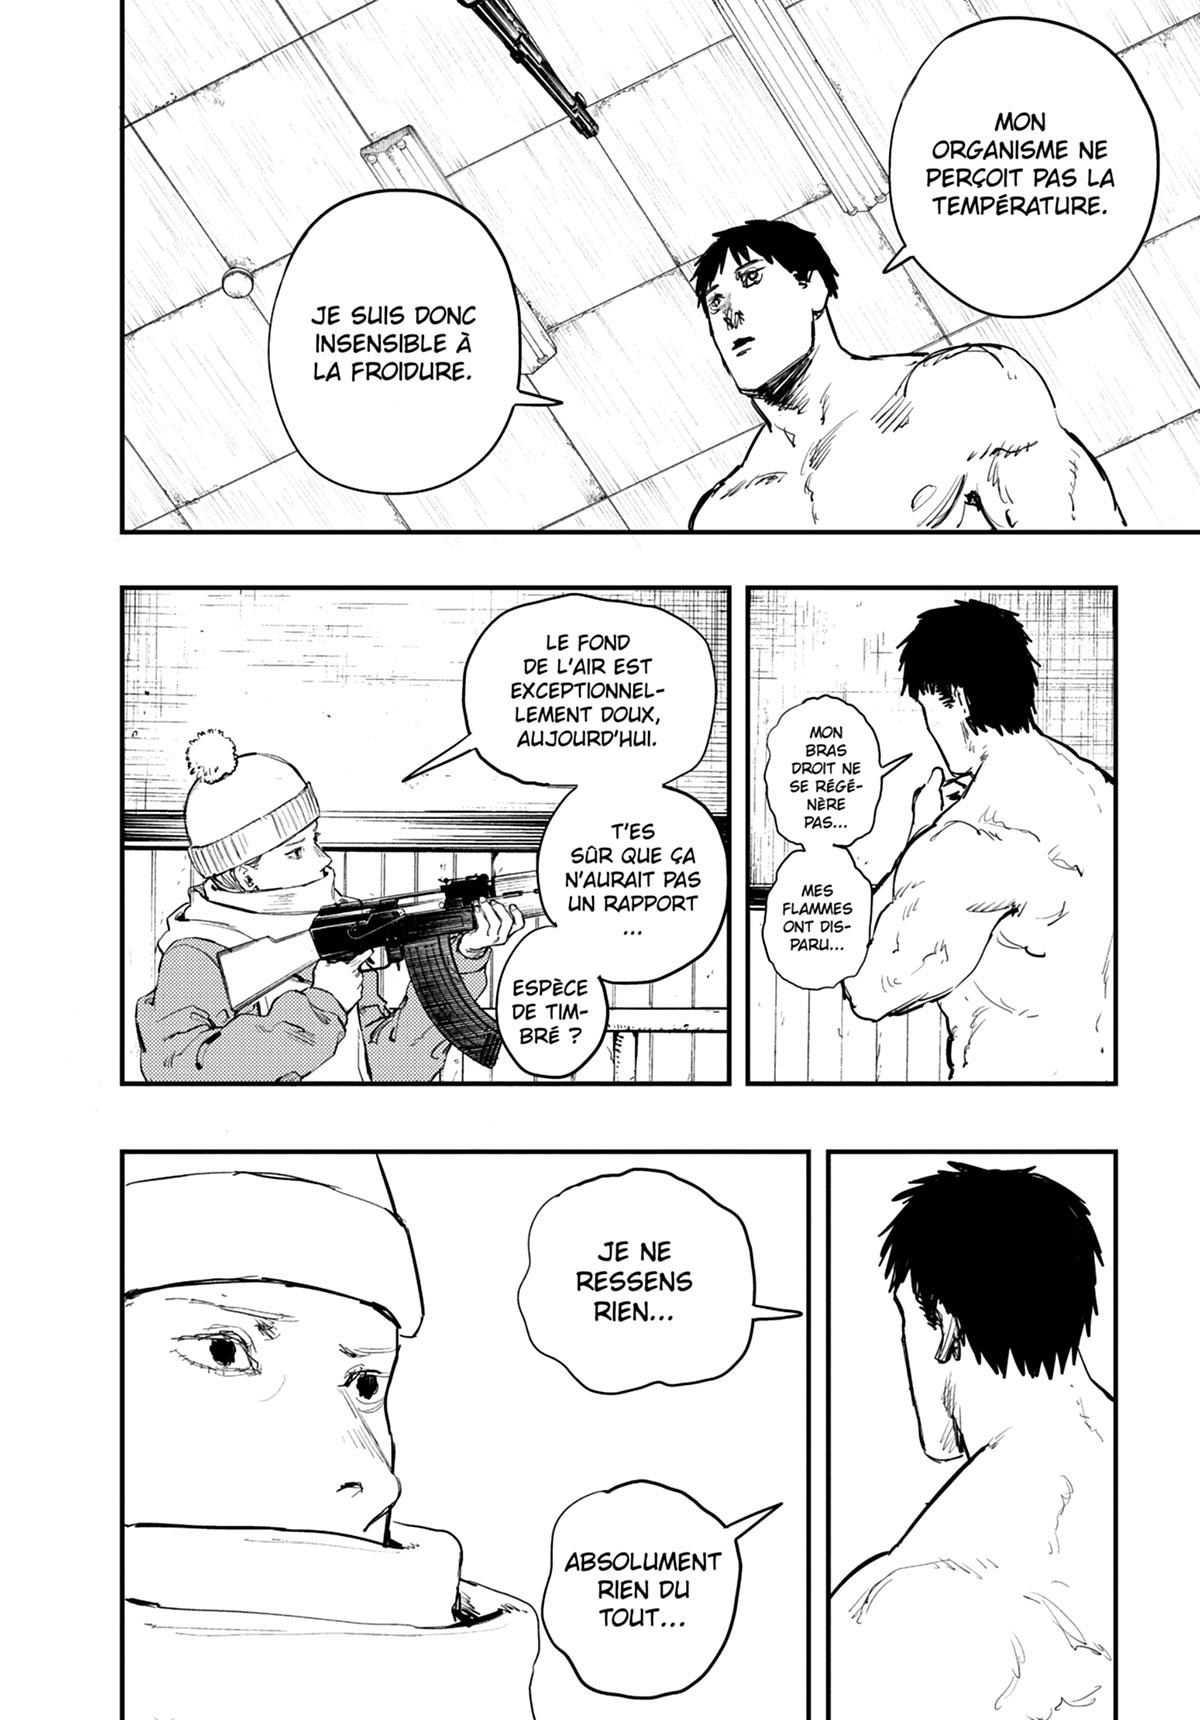 MON
ORGANISME NE
PERÇOIT PAS LA
TEMPÉRATURE.
JE SUIS DONC
INSENSIBLE À
LA FROIDURE.
MON
BRAS
DROIT NE
SE RÉGÉ-
NÈRE
PAS...
MES
FLAMMES
ONT DIS-
PARU...
LE FOND
DE L'AIR EST
EXCEPTIONNEL-
LEMENT DOUX,
AUJOURD'HUI.
T'ES
SÛR QUE ÇA
N'AURAIT PAS
UN RAPPORT
...
ESPÈCE
DE TIM-
BRÉ ?
JE NE
RESSENS
RIEN...
ABSOLUMENT
RIEN DU
TOUT...